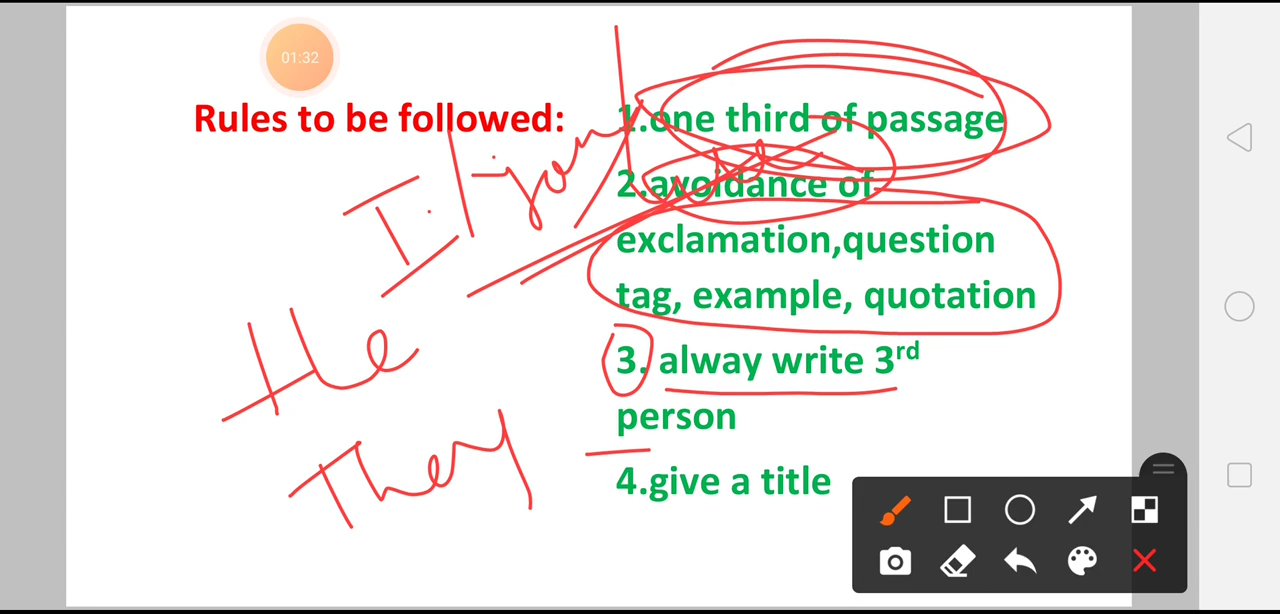 01:32
Rules to be followed: 1.one third of passage
2.avoidance of
exclamation,question
tag, example, quotation
3. alway write 3rd
person
4.give a title
I
He
They